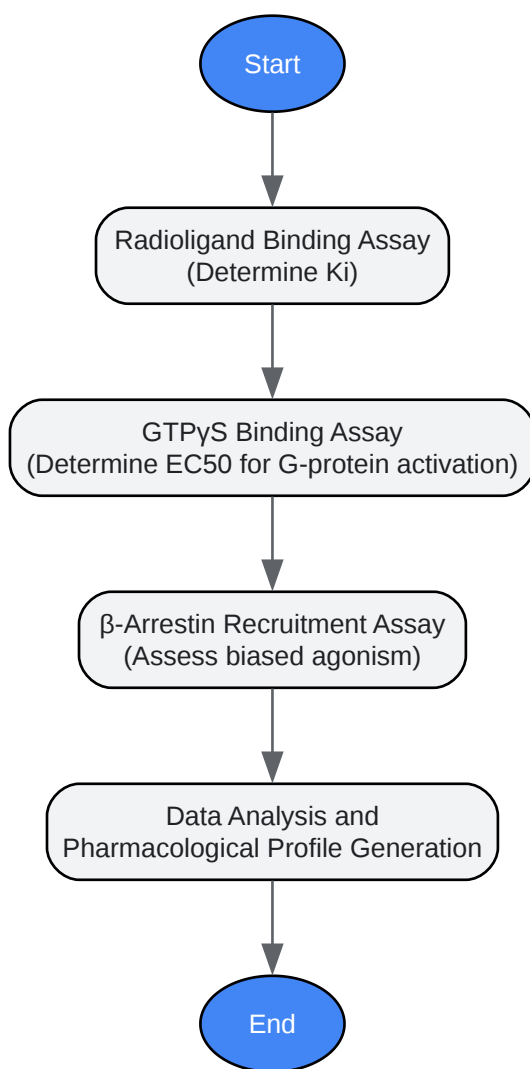 Start
Radioligand Binding Assay
(Determine Ki)
GTPγS Binding Assay
(Determine EC50 for G-protein activation)
β-Arrestin Recruitment Assay
(Assess biased agonism)
Data Analysis and
Pharmacological Profile Generation
End